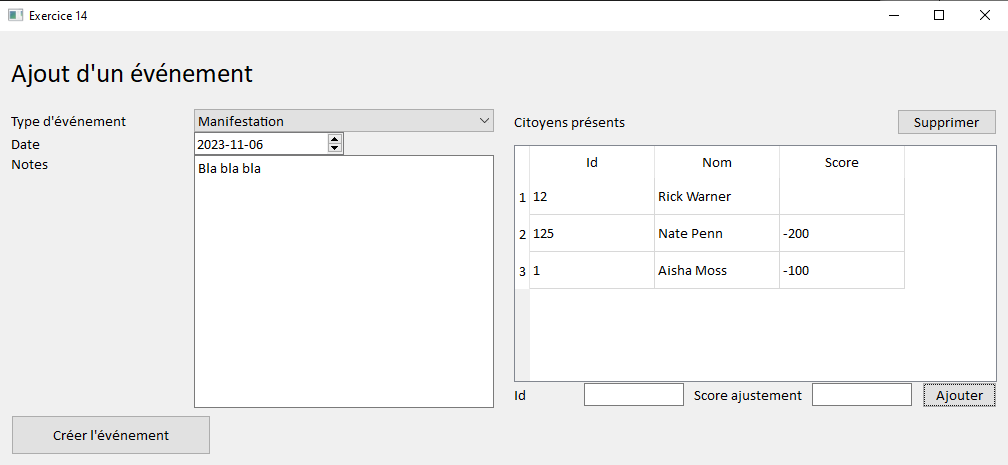 Exercice 14
Ajout d'un événement
Type d'événement
Manifestation
Date
2023-11-06
Notes
Bla bla bla
Créer l'événement
Citoyens présents
Supprimer
Id Nom Score
1 12 Rick Warner
2 125 Nate Penn -200
3 1 Aisha Moss -100
Id
Score ajustement
Ajouter